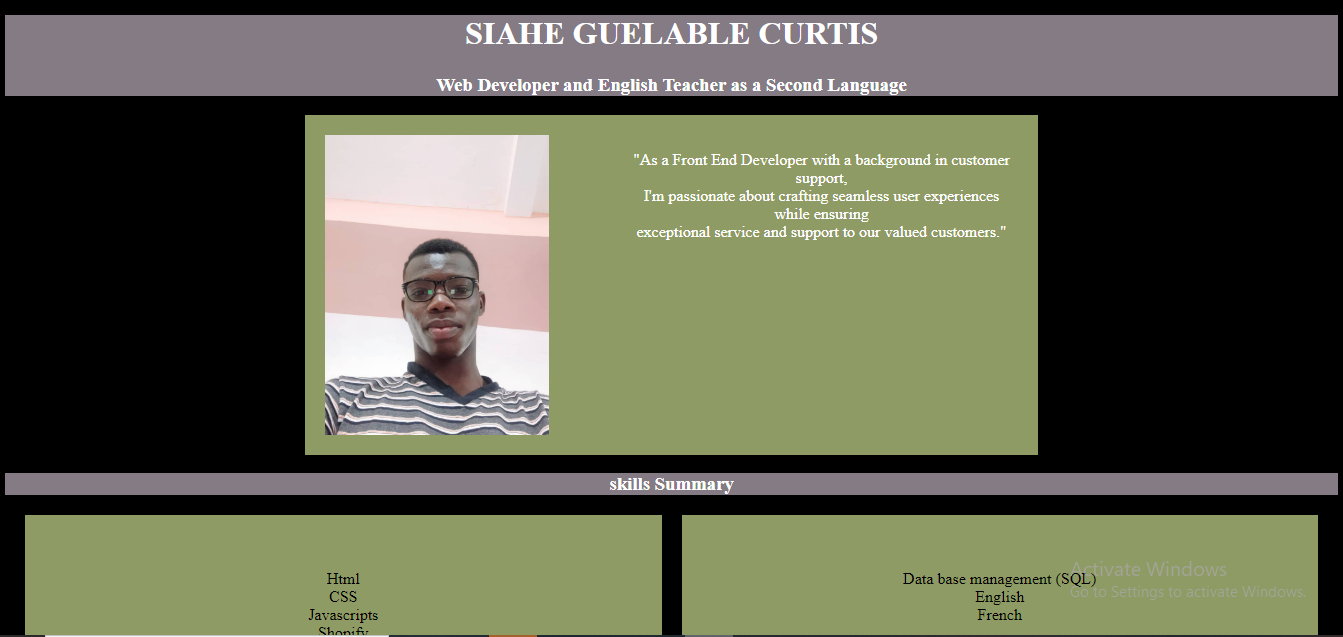 SIAHE GUELABLE CURTIS
Web Developer and English Teacher as a Second Language
"As a Front End Developer with a background in customer
support,
I'm passionate about crafting seamless user experiences
while ensuring
exceptional service and support to our valued customers."
skills Summary
Html
CSS
Javascripts
Shopify
Data base management (SQL)
English
French
Activate Windows
Go to Settings to activate Windows.